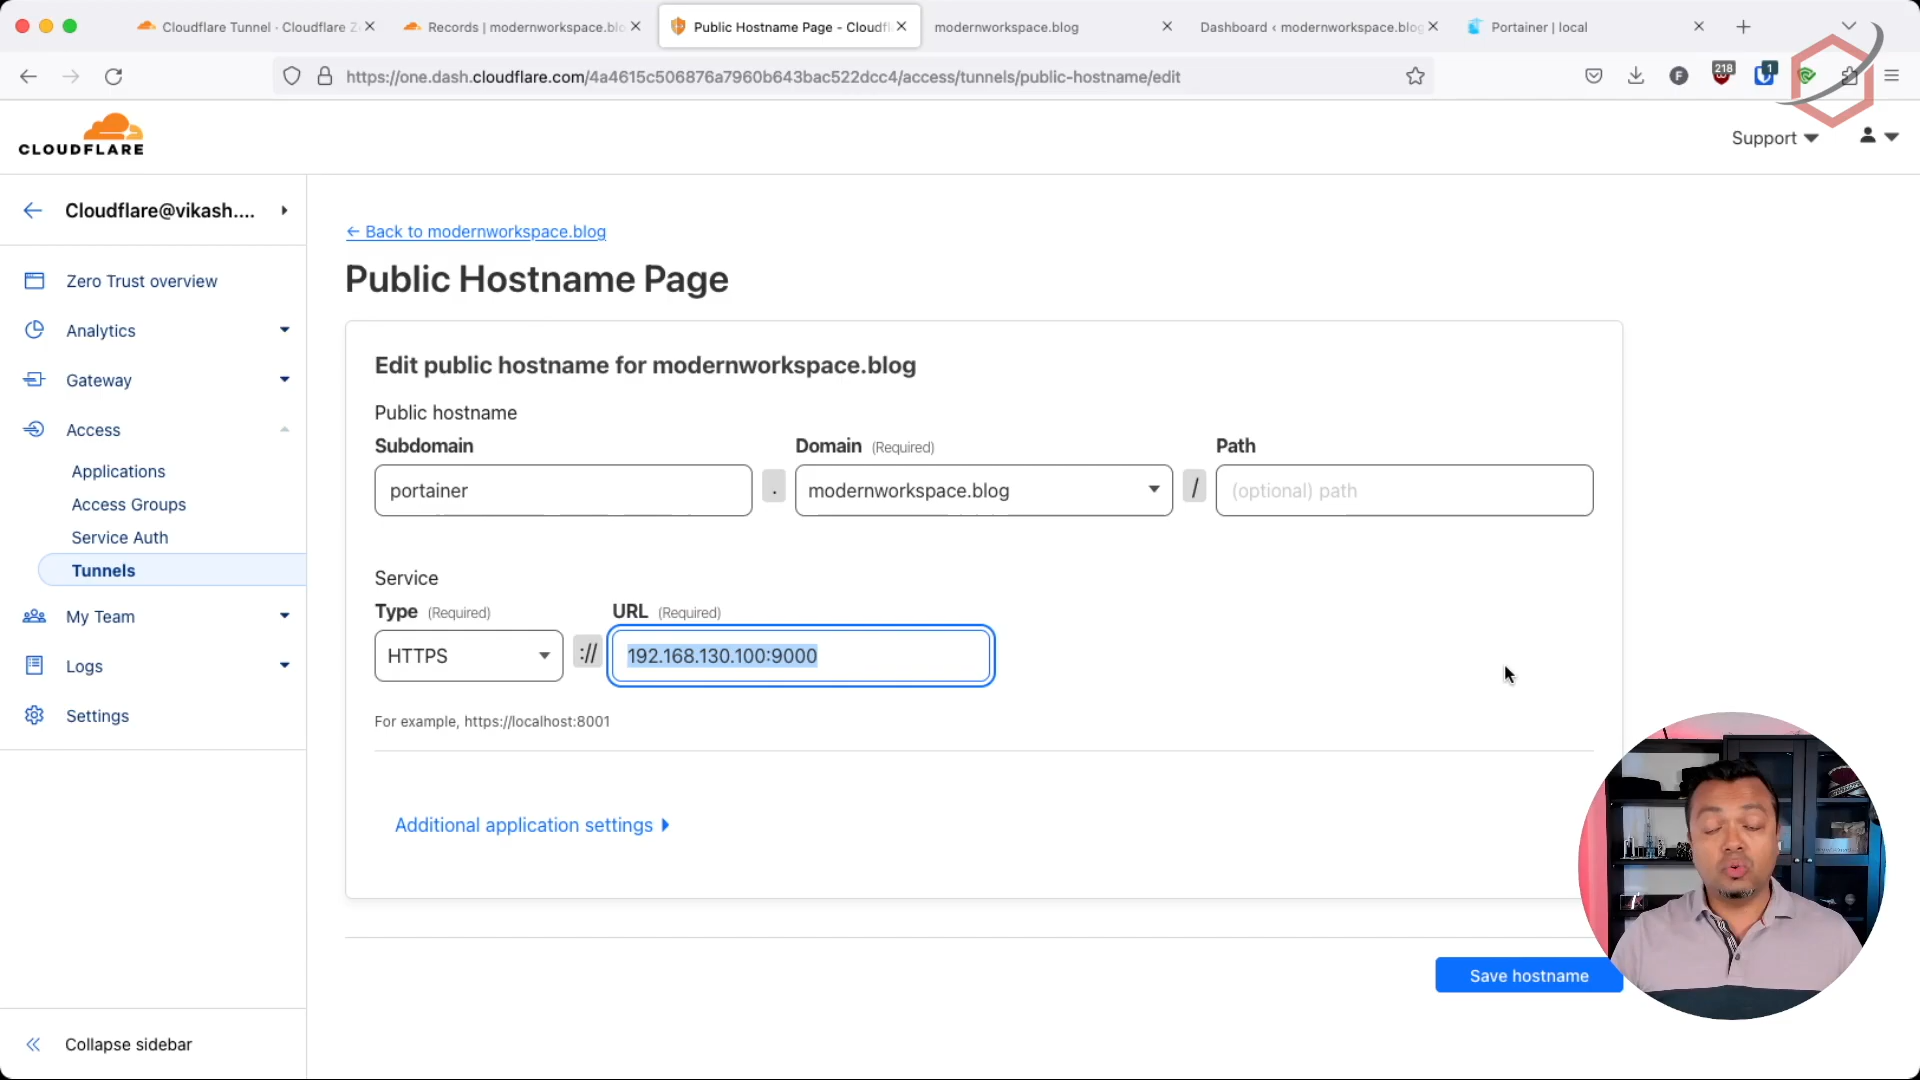 Cloudflare Tunnel · Cloudflare Z
Records | modernworkspace.blo
Public Hostname Page - Cloudfl
modernworkspace.blog
Dashboard ‹ modernworkspace.blog
Portainer | local
https://one.dash.cloudflare.com/4a4615c506876a7960b643bac522dcc4/access/tunnels/public-hostname/edit
F
218
1
CLOUDFLARE
Support
Cloudflare@vikash....
Zero Trust overview
Analytics
Gateway
Access
Applications
Access Groups
Service Auth
Tunnels
My Team
Logs
Settings
Collapse sidebar
← Back to modernworkspace.blog
Public Hostname Page
Edit public hostname for modernworkspace.blog
Public hostname
Subdomain
Domain (Required)
Path
portainer
.
modernworkspace.blog
/
(optional) path
Service
Type (Required)
URL (Required)
HTTPS
://
192.168.130.100:9000
For example, https://localhost:8001
Additional application settings
Save hostname